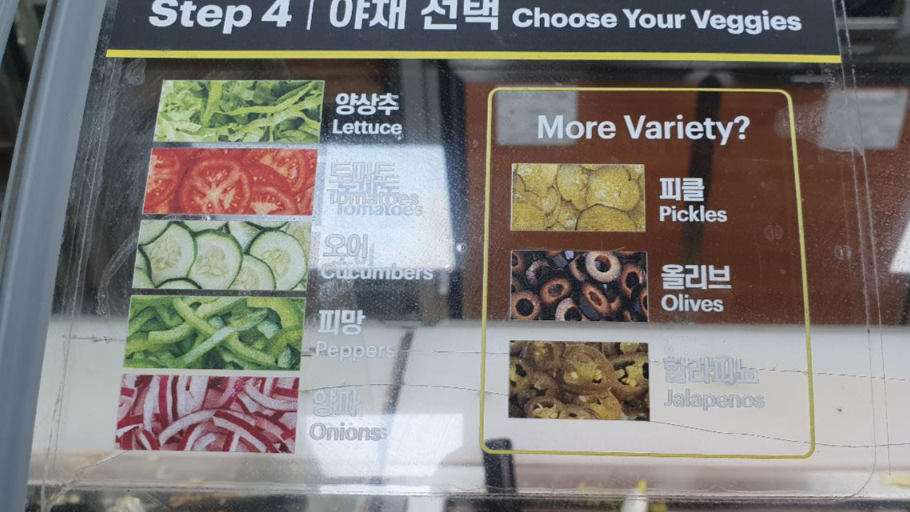 Step 4 | 야채 선택 Choose Your Veggies
양상추
Lettuce
토마토
Tomatoes
오이
Cucumbers
피망
Peppers
양파
Onions
More Variety?
피클
Pickles
올리브
Olives
할라피뇨
Jalapenos